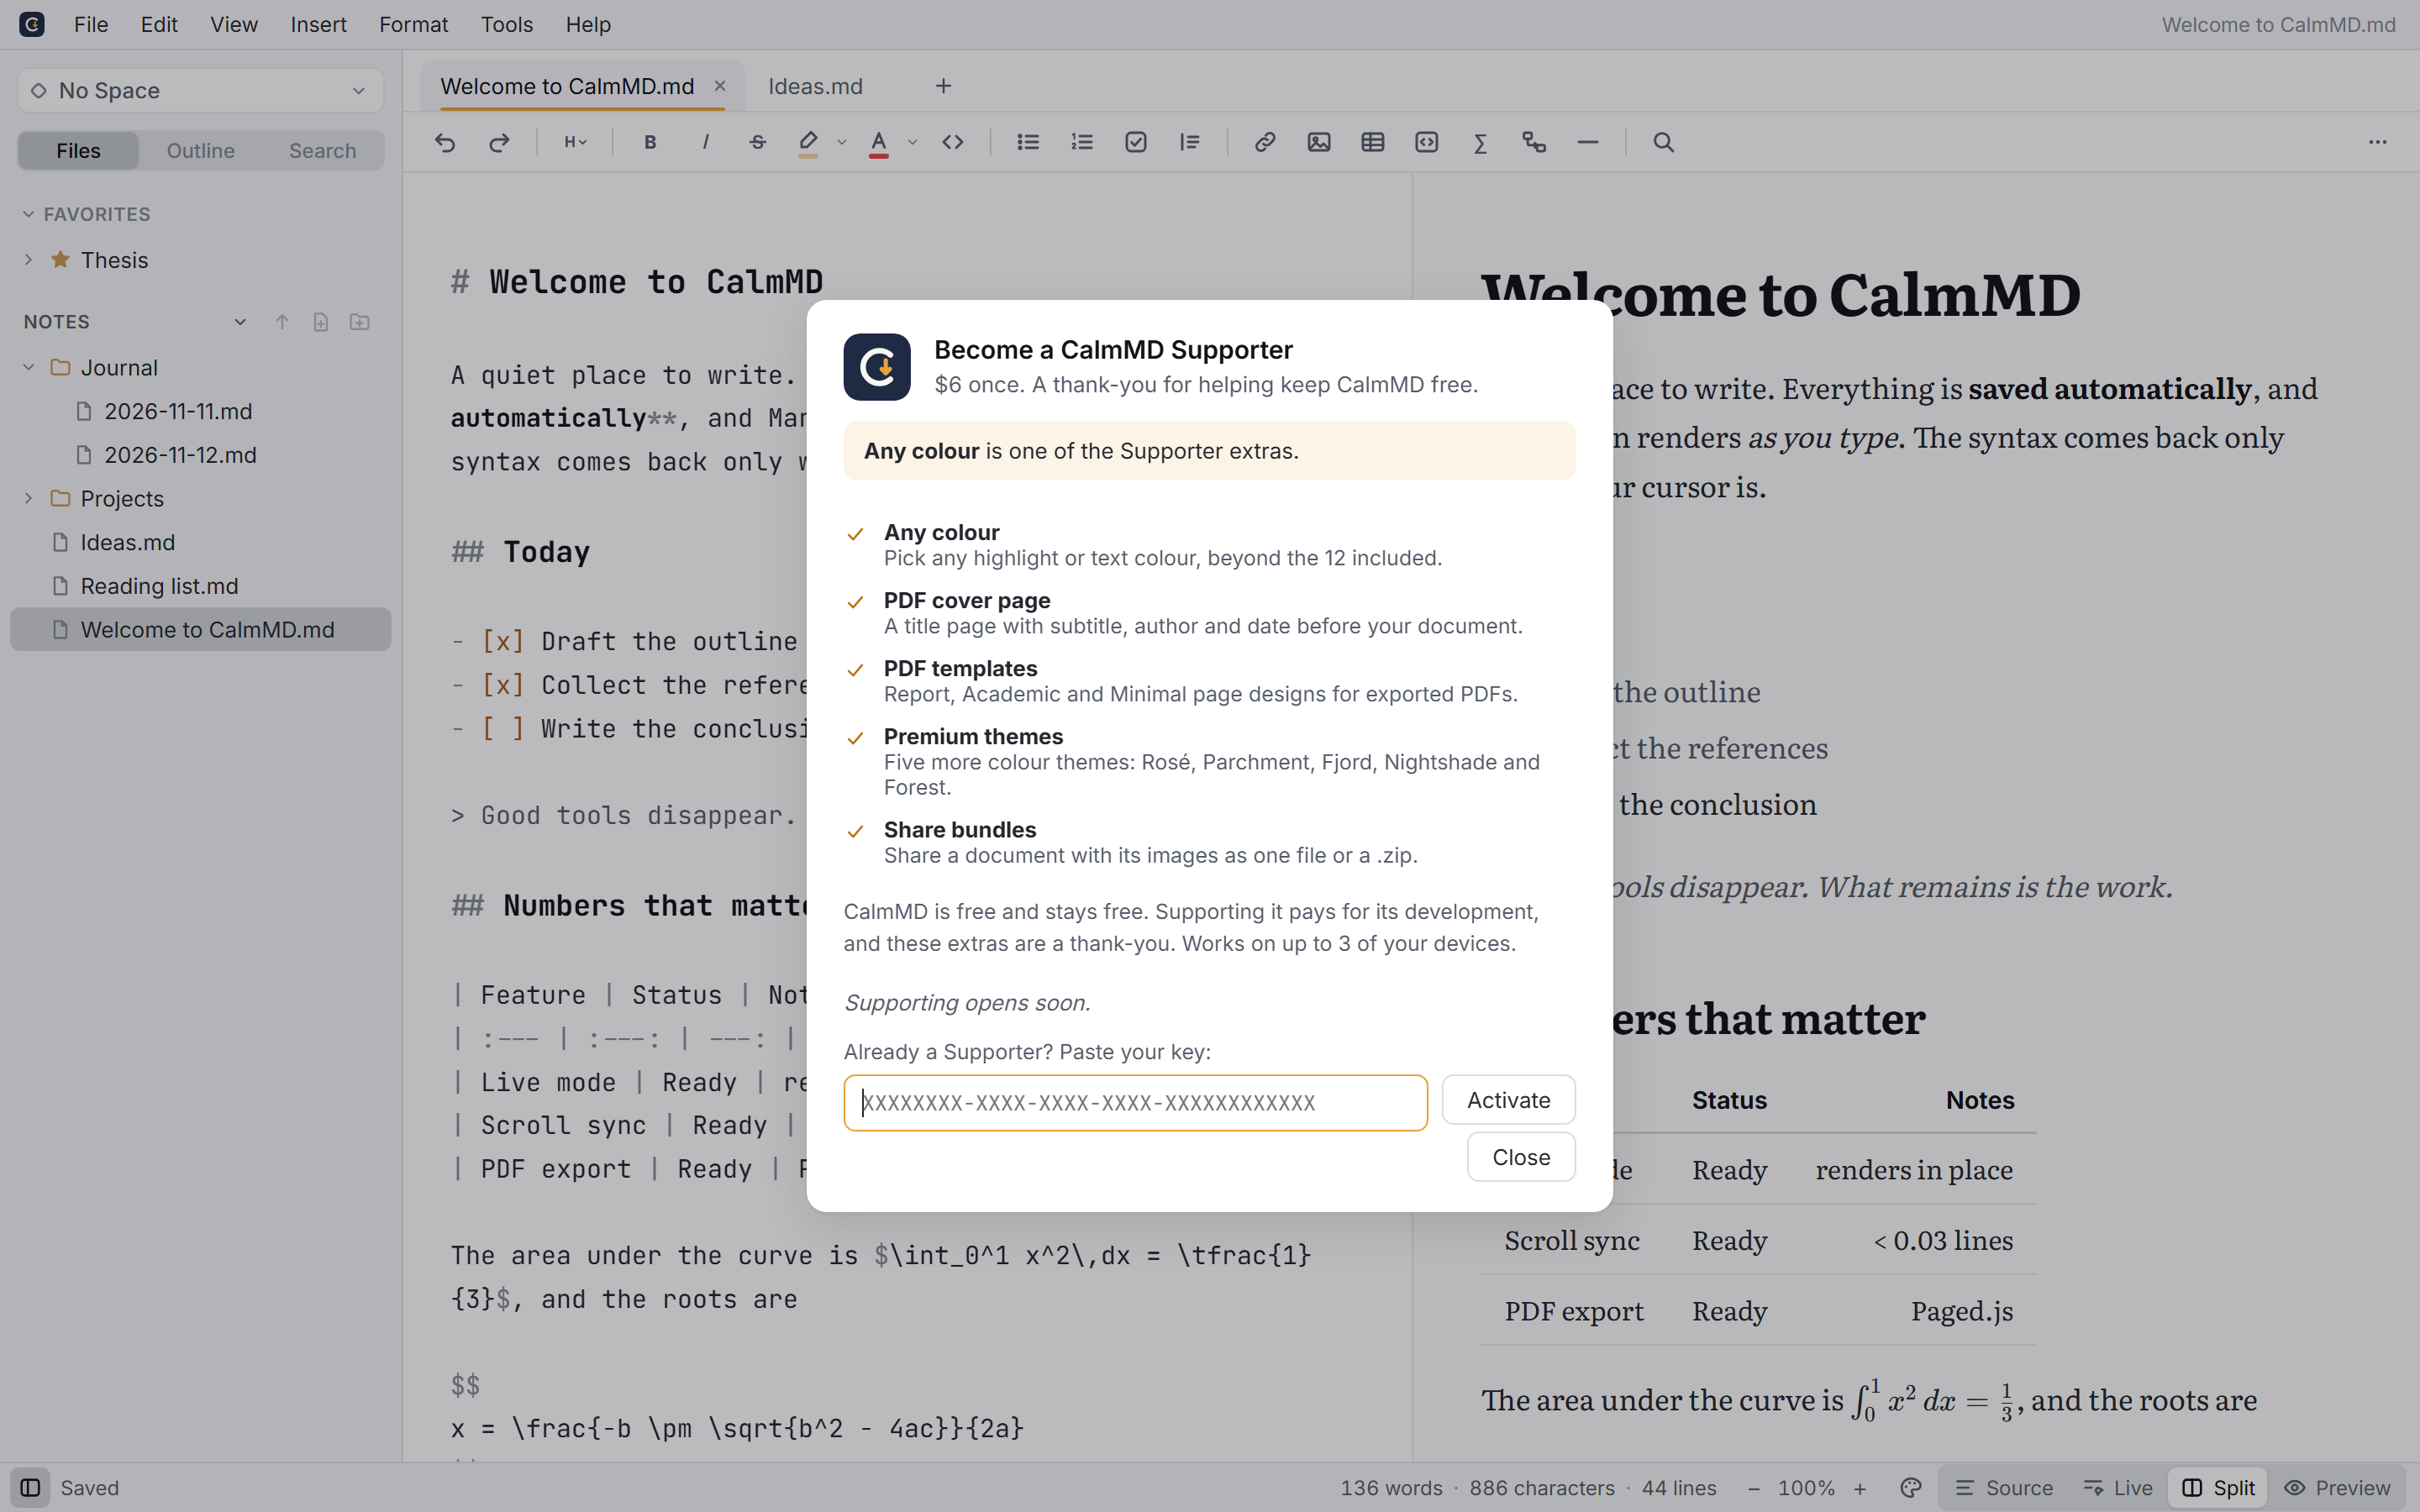 File Edit View Insert Format Tools Help
Welcome to CalmMD.md
No Space
Files Outline Search
FAVORITES
Thesis
NOTES
Journal
2026-11-11.md
2026-11-12.md
Projects
Ideas.md
Reading list.md
Welcome to CalmMD.md
Welcome to CalmMD.md
Ideas.md
H B I S A
# Welcome to CalmMD
A quiet place to write.
automatically**, and
syntax comes back only
## Today
- [x] Draft the outline
- [x] Collect the
- [ ] Write the
> Good tools disappear.
## Numbers that
| Feature | Status |
| :--- | :---: | ---: |
| Live mode | Ready |
| Scroll sync | Ready |
| PDF export | Ready |
The area under the curve is $\int_0^1 x^2\,dx = \tfrac{1}
{3}$, and the roots are
$$
x = \frac{-b \pm \sqrt{b^2 - 4ac}}{2a}
Become a CalmMD Supporter
$6 once. A thank-you for helping keep CalmMD free.
Any colour is one of the Supporter extras.
Any colour
Pick any highlight or text colour, beyond the 12 included.
PDF cover page
A title page with subtitle, author and date before your document.
PDF templates
Report, Academic and Minimal page designs for exported PDFs.
Premium themes
Five more colour themes: Rosé, Parchment, Fjord, Nightshade and
Forest.
Share bundles
Share a document with its images as one file or a .zip.
CalmMD is free and stays free. Supporting it pays for its development,
and these extras are a thank-you. Works on up to 3 of your devices.
Supporting opens soon.
Already a Supporter? Paste your key:
XXXXXXXX-XXXX-XXXX-XXXX-XXXXXXXXXXXX
Activate
Close
Welcome to CalmMD
to write. Everything is saved automatically, and
renders as you type. The syntax comes back only
cursor is.
the outline
the references
the conclusion
disappear. What remains is the work.
that matter
Status Notes
Ready renders in place
Scroll sync Ready < 0.03 lines
PDF export Ready Paged.js
The area under the curve is ∫₀¹ x² dx = 1/3, and the roots are
Saved
136 words · 886 characters · 44 lines − 100% + Source Live Split Preview